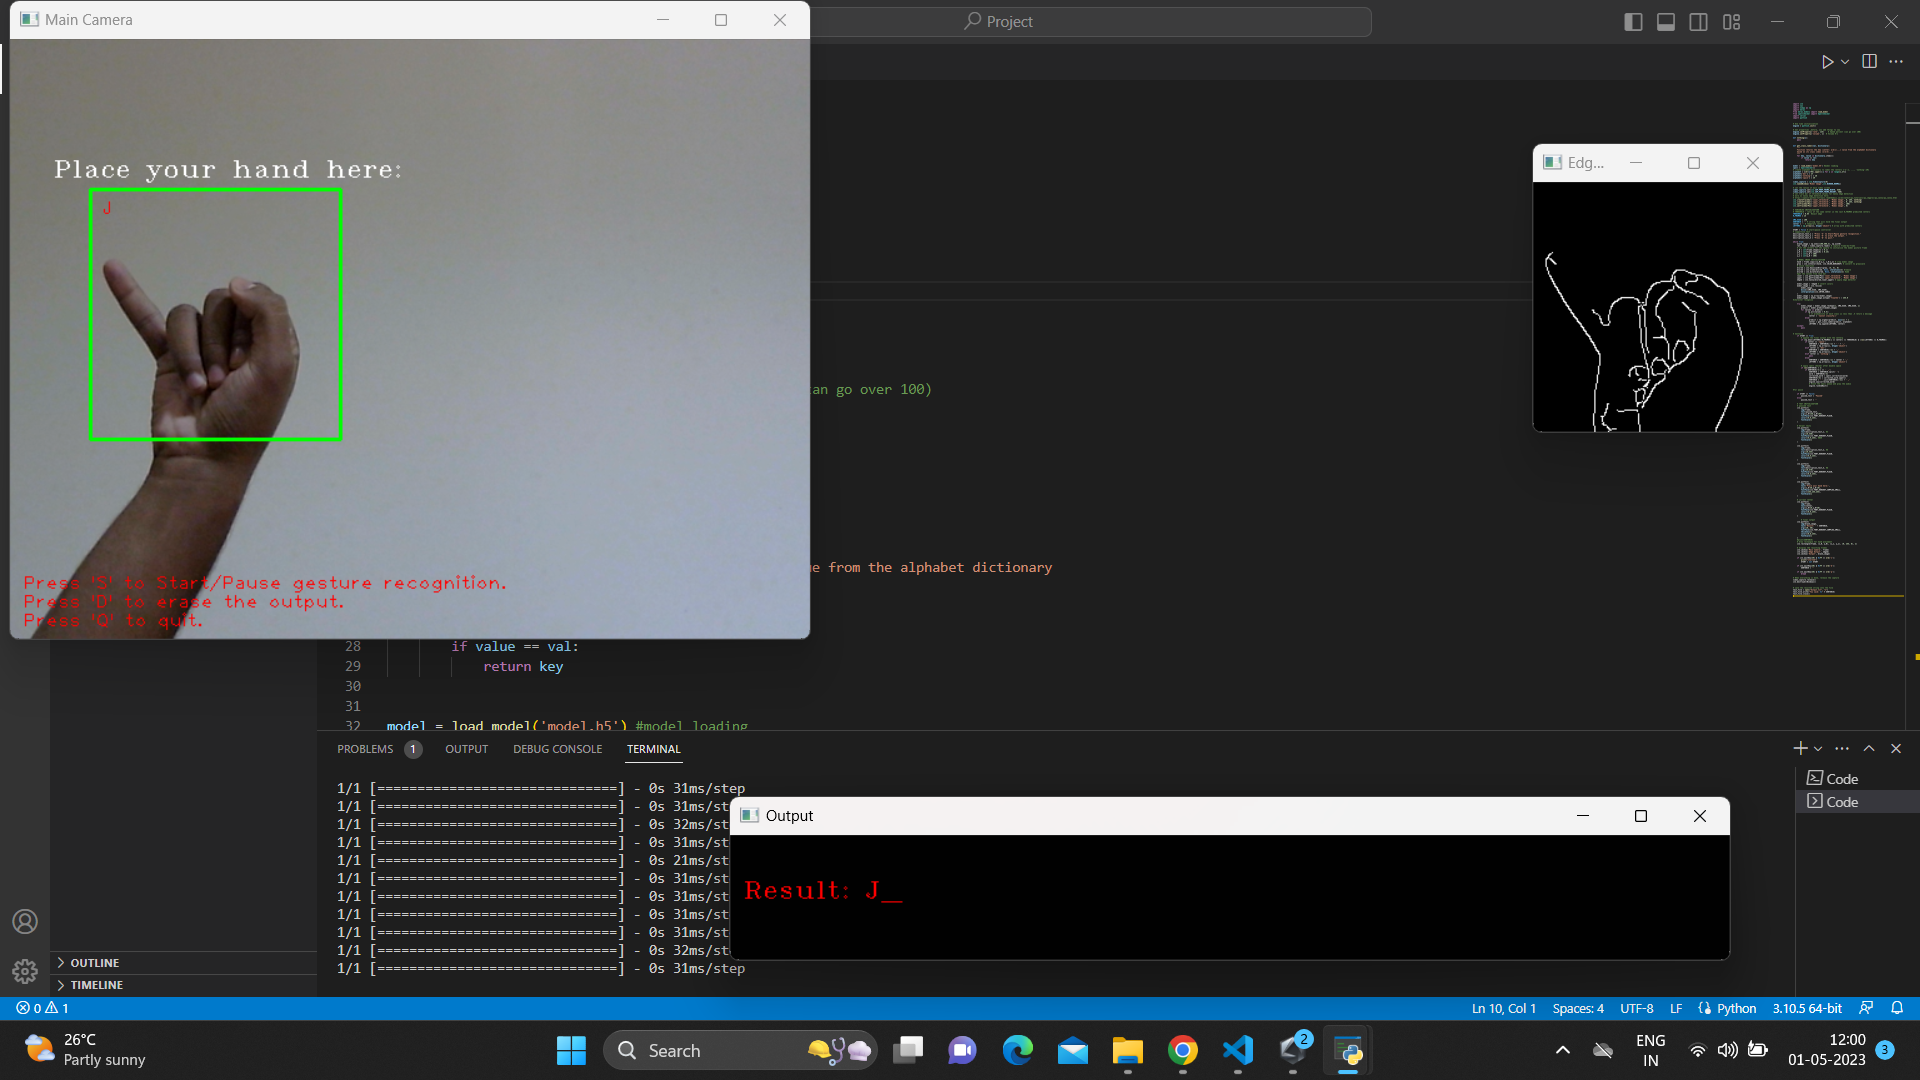 Main Camera
Project
Place your hand here:
J
Press 'S' to Start/Pause gesture recognition.
Press 'D' to erase the output.
Press 'Q' to quit.
Edg...
an go over 100)
e from the alphabet dictionary
28 if value == val:
29 return key
30
31
32 model = load_model('model.h5') #model loading
PROBLEMS 1 OUTPUT DEBUG CONSOLE TERMINAL
1/1 [==============================] - 0s 31ms/step
1/1 [==============================] - 0s 31ms/st
1/1 [==============================] - 0s 32ms/st
1/1 [==============================] - 0s 31ms/st
1/1 [==============================] - 0s 21ms/st
1/1 [==============================] - 0s 31ms/st
1/1 [==============================] - 0s 31ms/st
1/1 [==============================] - 0s 31ms/st
1/1 [==============================] - 0s 31ms/st
1/1 [==============================] - 0s 32ms/st
1/1 [==============================] - 0s 31ms/step
Code
Code
Output
Result: J_
OUTLINE
TIMELINE
0 1
Ln 10, Col 1 Spaces: 4 UTF-8 LF Python 3.10.5 64-bit
26°C
Partly sunny
Search
2
ENG
IN
12:00
01-05-2023
3